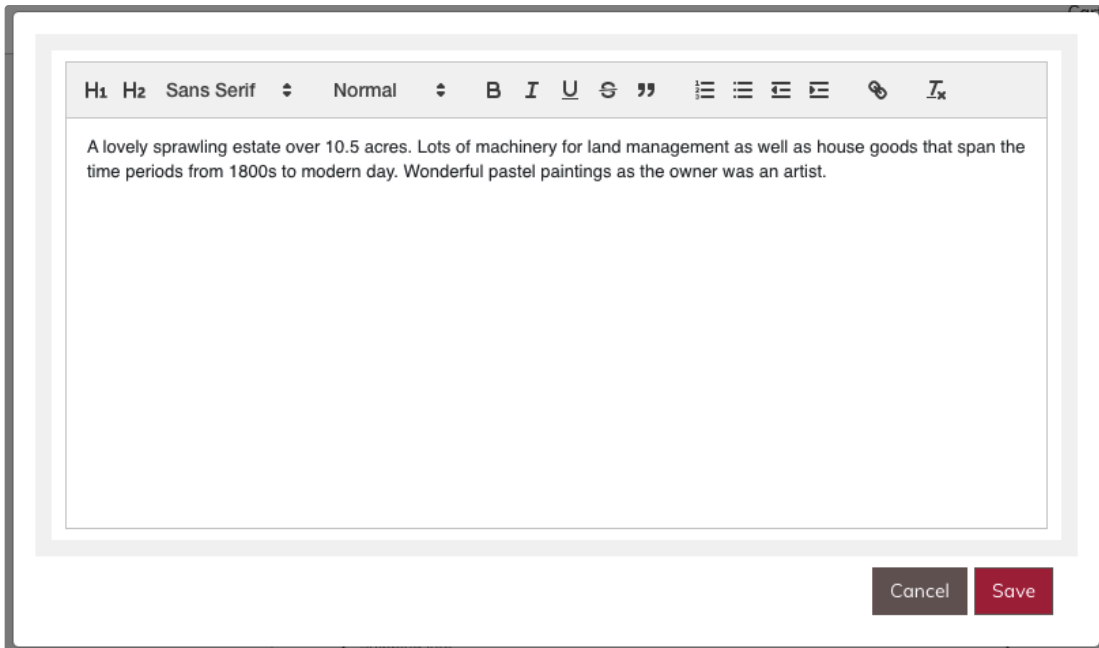 H1 H2 Sans Serif Normal B I U S
A lovely sprawling estate over 10.5 acres. Lots of machinery for land management as well as house goods that span the
time periods from 1800s to modern day. Wonderful pastel paintings as the owner was an artist.
Cancel Save